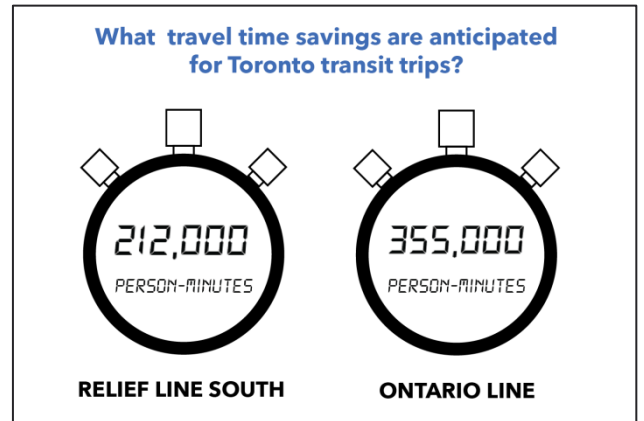 What travel time savings are anticipated
for Toronto transit trips?
212,000
PERSON-MINUTES
RELIEF LINE SOUTH
355,000
PERSON-MINUTES
ONTARIO LINE